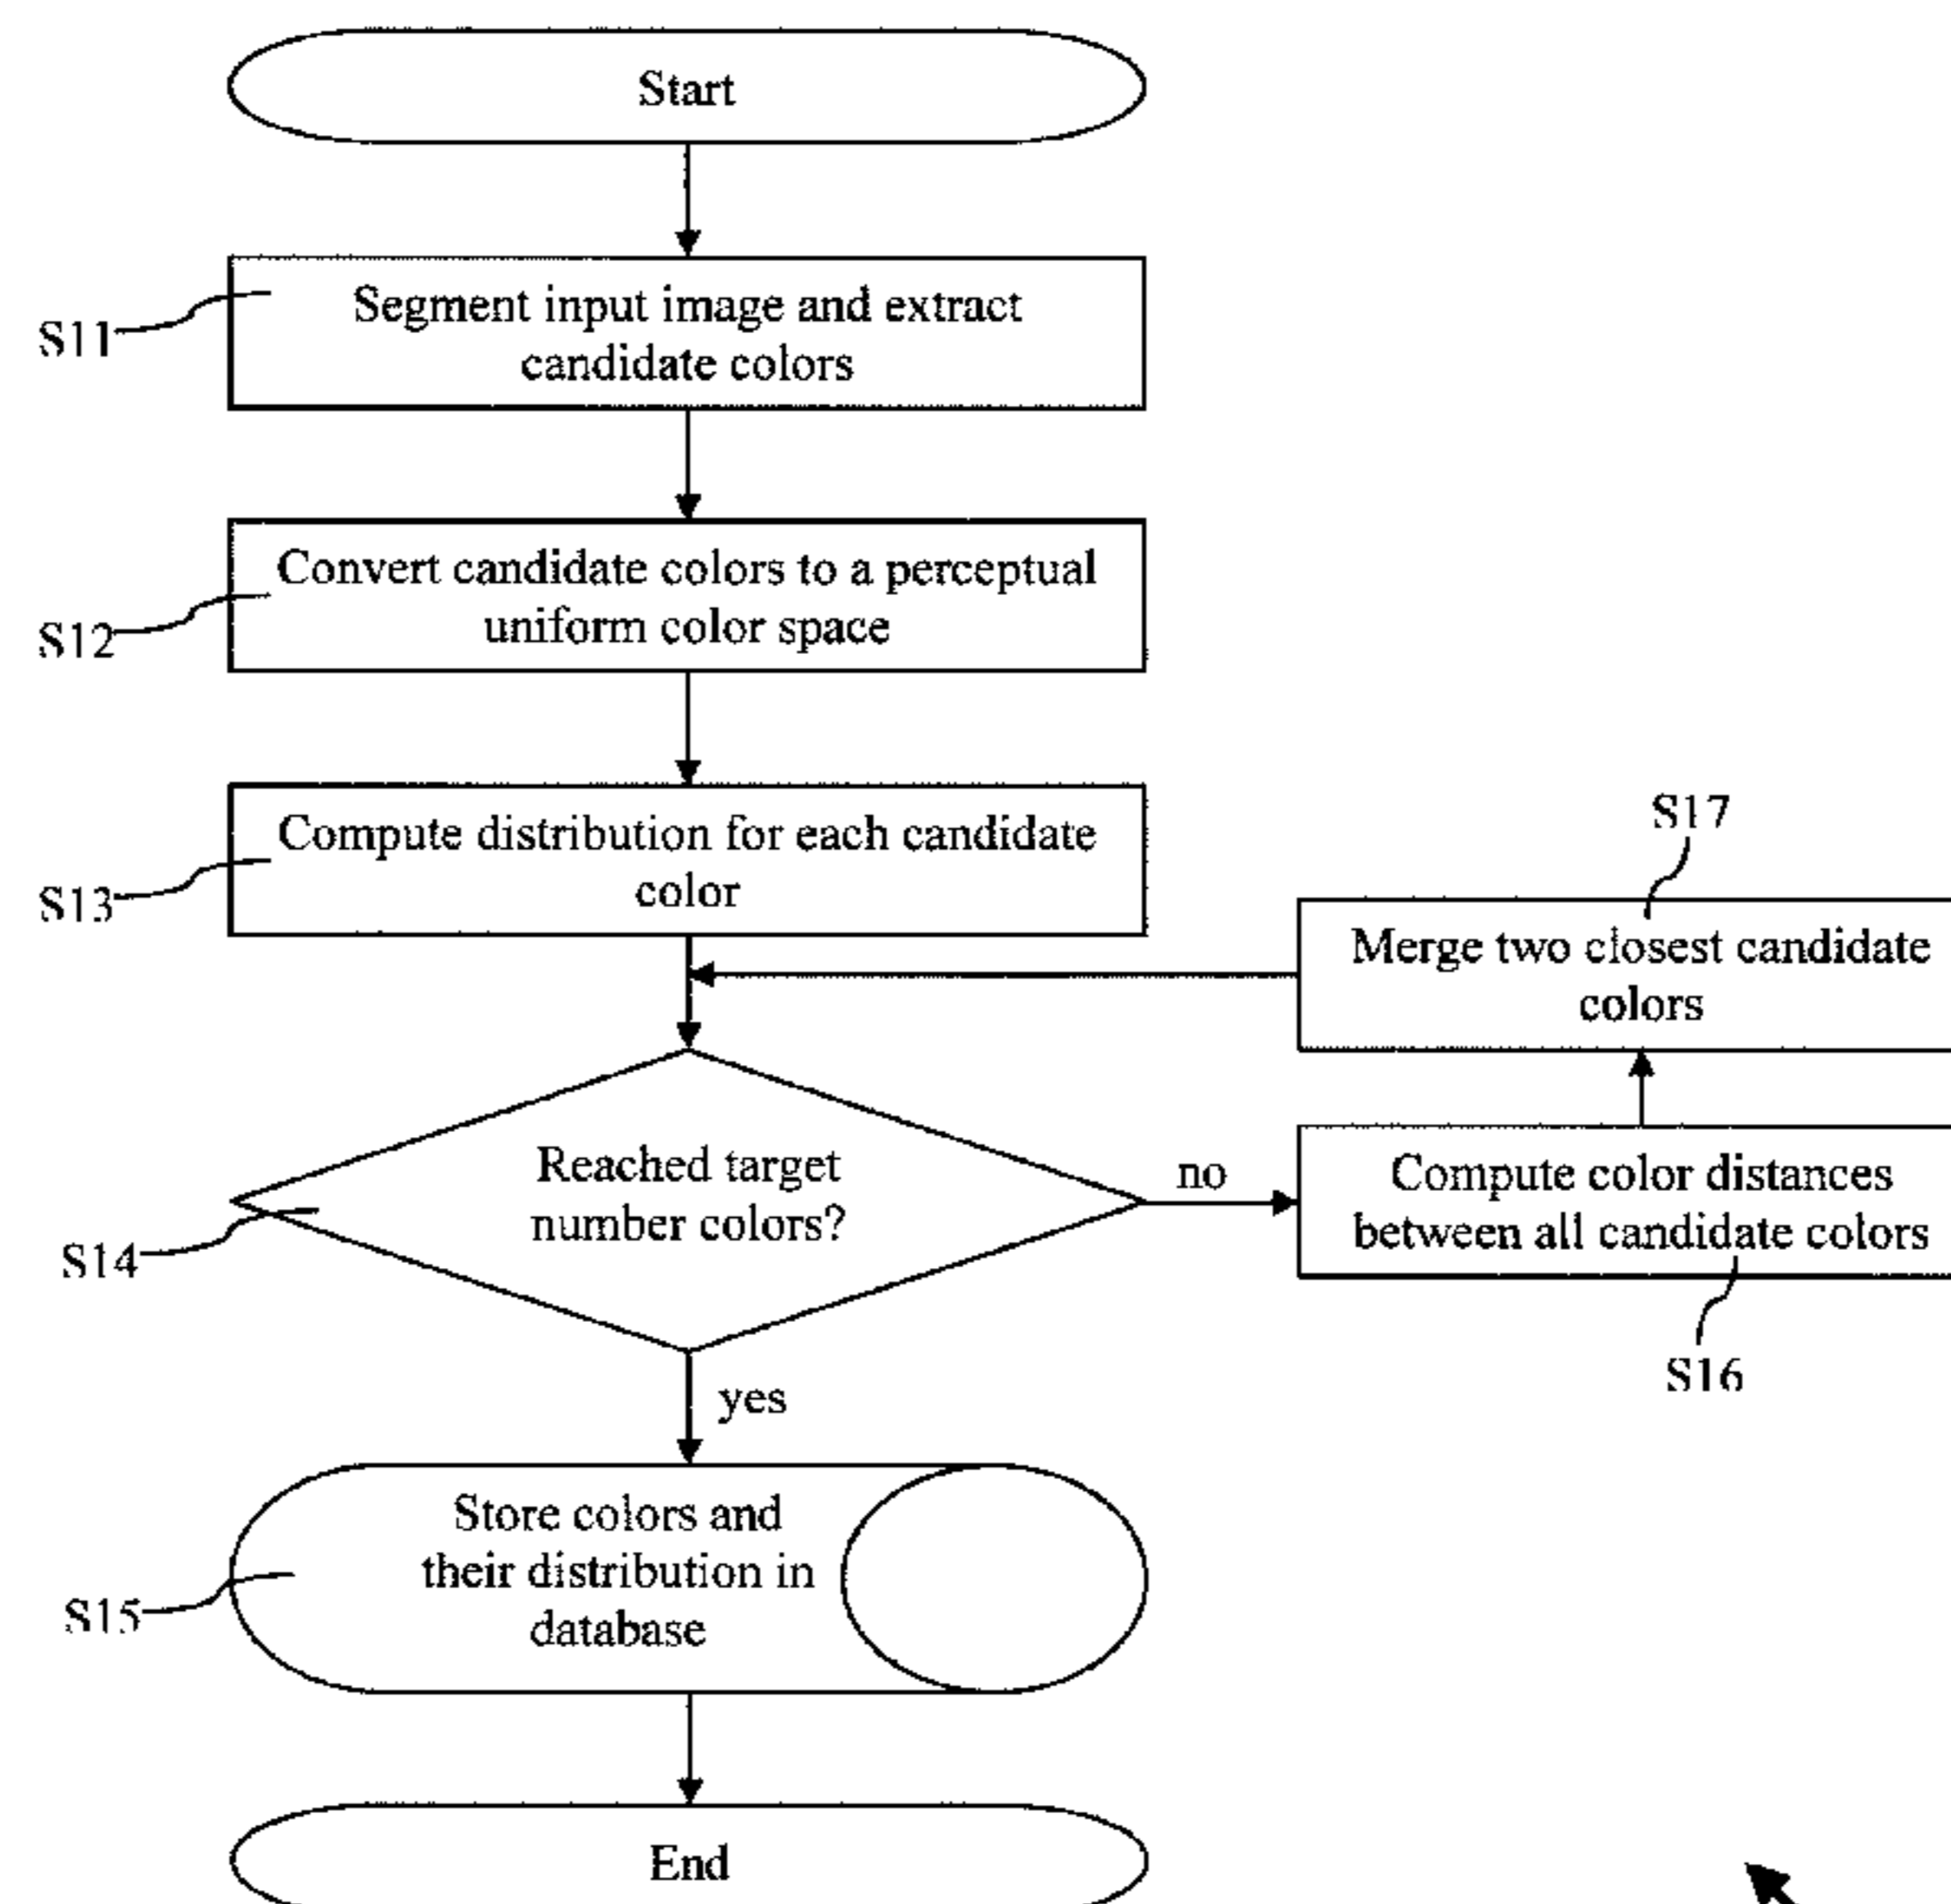 Start
S11
Segment input image and extract
candidate colors
S12
Convert candidate colors to a perceptual
uniform color space
S13
Compute distribution for each candidate
color
S17
Merge two closest candidate
colors
S14
Reached target
number colors?
no
Compute color distances
between all candidate colors
S16
yes
S15
Store colors and
their distribution in
database
End